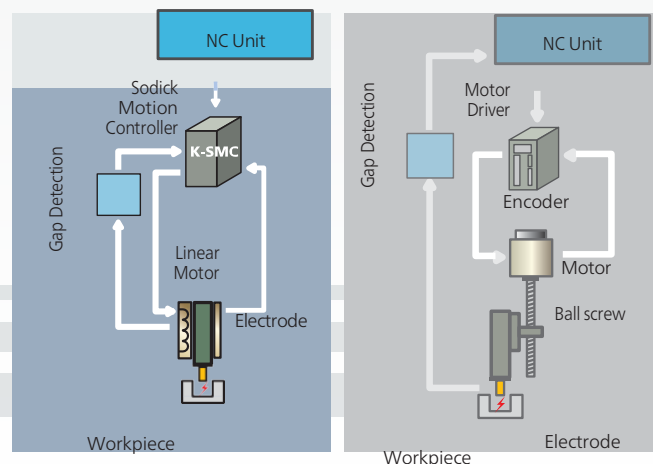 NC Unit
Sodick
Motion
Controller
K-SMC
Gap Detection
Linear
Motor
Electrode
Workpiece
NC Unit
Motor
Driver
Gap Detection
Encoder
Motor
Ball screw
Electrode
Workpiece